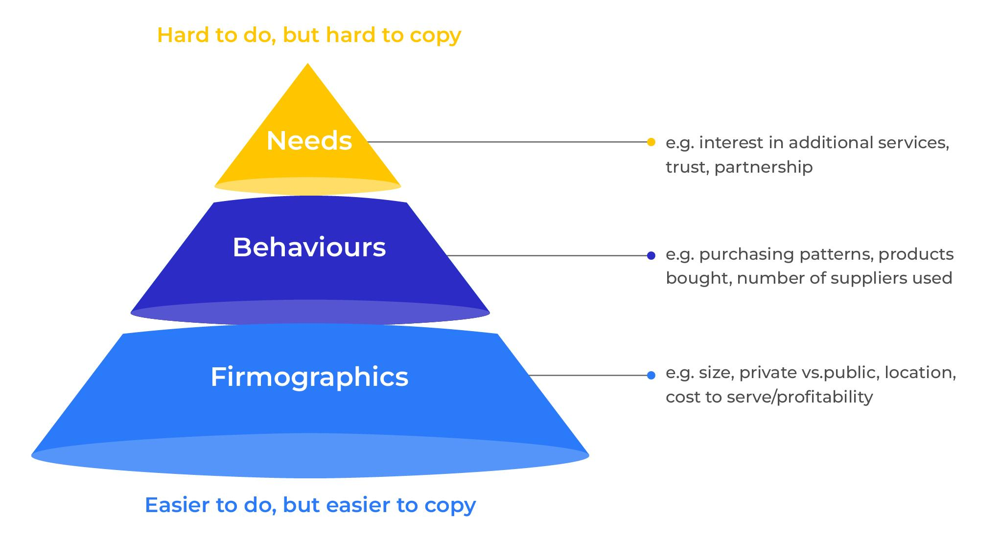 Hard to do, but hard to copy
Needs
e.g. interest in additional services,
trust, partnership
Behaviours
e.g. purchasing patterns, products
bought, number of suppliers used
Firmographics
e.g. size, private vs.public, location,
cost to serve/profitability
Easier to do, but easier to copy